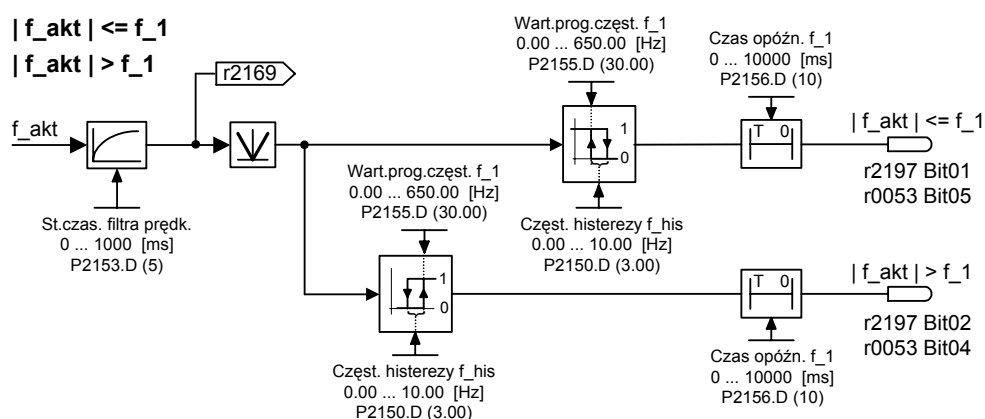 | f_akt | <= f_1
| f_akt | > f_1
r2169
f_akt
St.czas. filtra prędk.
0 ... 1000 [ms]
P2153.D (5)
Wart.prog.częst. f_1
0.00 ... 650.00 [Hz]
P2155.D (30.00)
1
0
Częst. histerezy f_his
0.00 ... 10.00 [Hz]
P2150.D (3.00)
Czas opóźn. f_1
0 ... 10000 [ms]
P2156.D (10)
T 0
| f_akt | <= f_1
r2197 Bit01
r0053 Bit05
Wart.prog.częst. f_1
0.00 ... 650.00 [Hz]
P2155.D (30.00)
1
0
Częst. histerezy f_his
0.00 ... 10.00 [Hz]
P2150.D (3.00)
T 0
Czas opóźn. f_1
0 ... 10000 [ms]
P2156.D (10)
| f_akt | > f_1
r2197 Bit02
r0053 Bit04